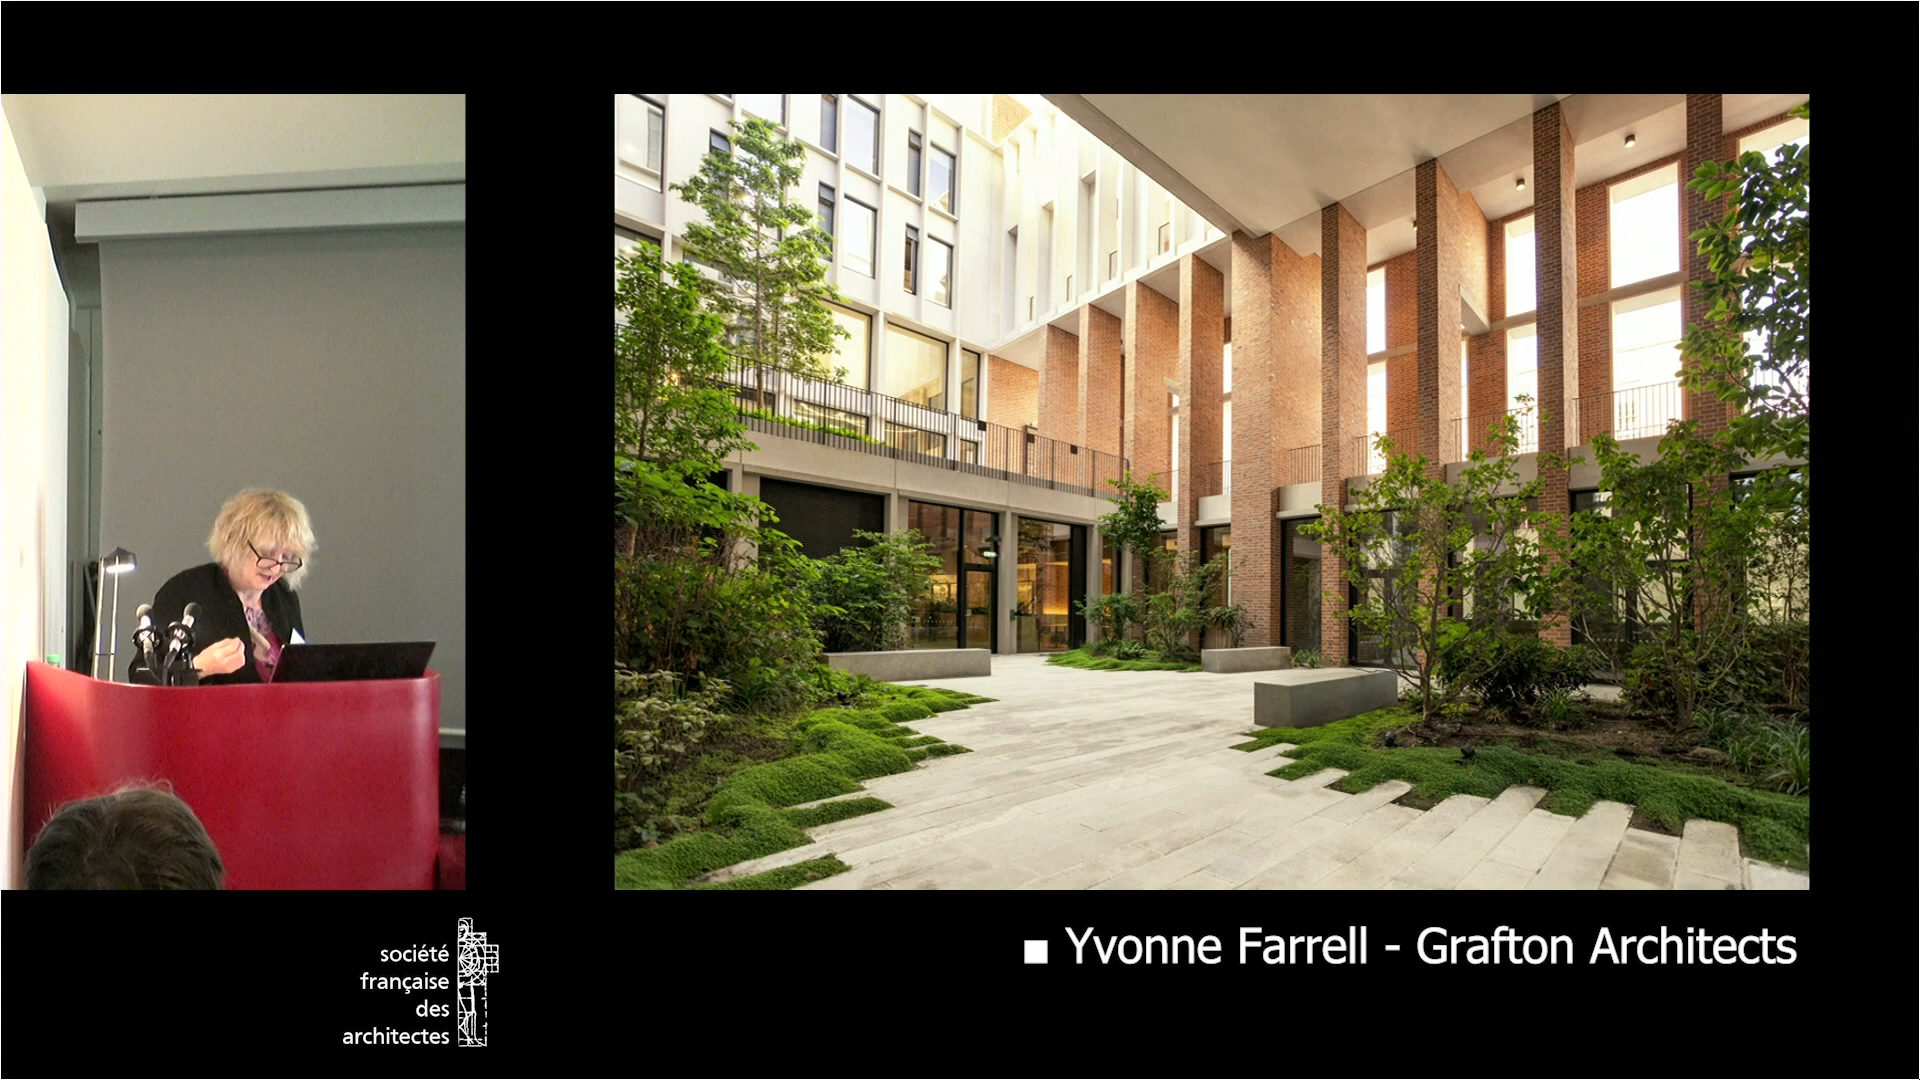 ■ Yvonne Farrell - Grafton Architects
société
française
des
architectes